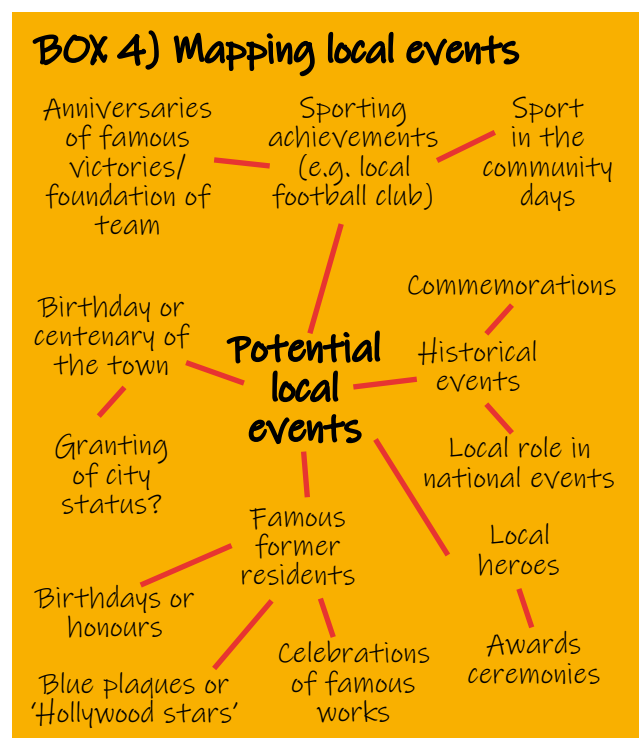 BOX 4) Mapping local events
Anniversaries
of famous
victories/
foundation of
team
Sporting
achievements
(e.g. local
football club)
Sport
in the
community
days
Birthday or
centenary of
the town
Granting
of city
status?
Potential
local
events
Commemorations
Historical
events
Local role in
national events
Famous
former
residents
Birthdays or
honours
Blue plaques or
‘Hollywood stars’
Celebrations
of famous
works
Local
heroes
Awards
ceremonies